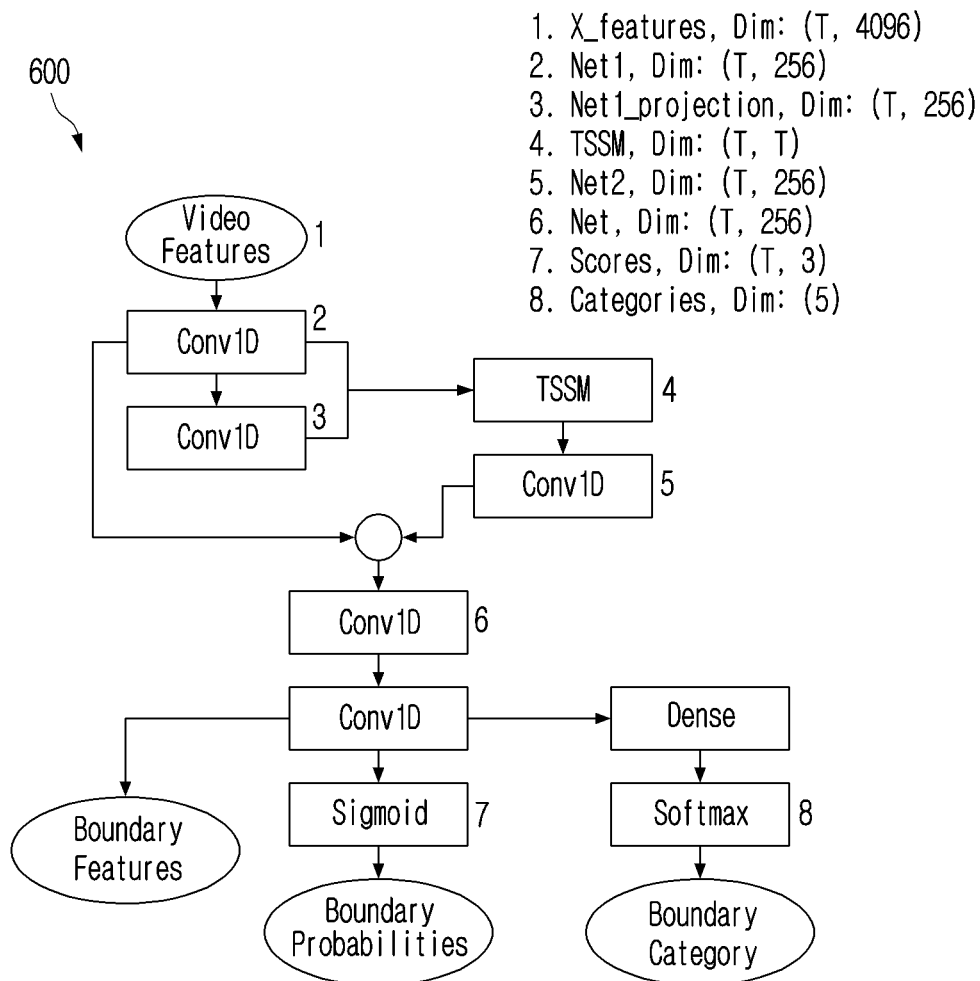 1. X_features, Dim: (T, 4096)
2. Net1, Dim: (T, 256)
3. Net1_projection, Dim: (T, 256)
4. TSSM, Dim: (T, T)
5. Net2, Dim: (T, 256)
6. Net, Dim: (T, 256)
7. Scores, Dim: (T, 3)
8. Categories, Dim: (5)
600
Video
Features
1
Conv1D
2
Conv1D
3
TSSM
4
Conv1D
5
Conv1D
6
Conv1D
Dense
Sigmoid
7
Softmax
8
Boundary
Features
Boundary
Probabilities
Boundary
Category